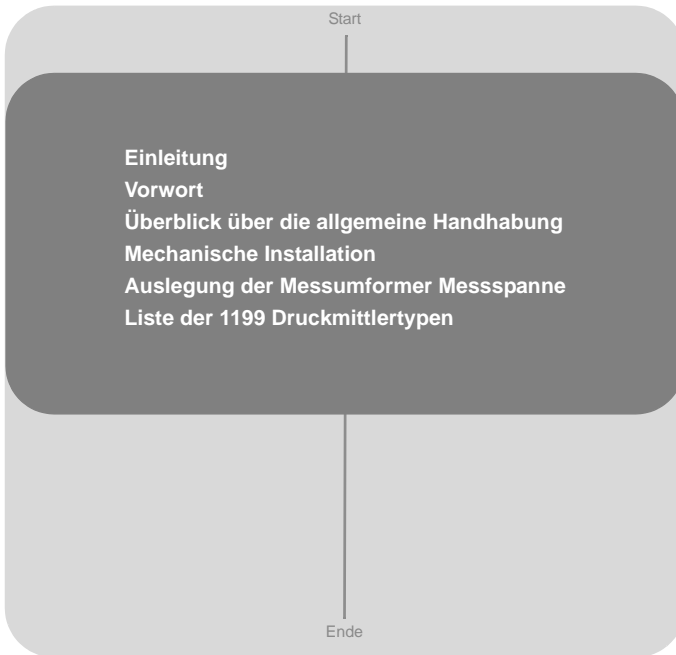 Start
Einleitung
Vorwort
Überblick über die allgemeine Handhabung
Mechanische Installation
Auslegung der Messumformer Messspanne
Liste der 1199 Druckmittlertypen
Ende